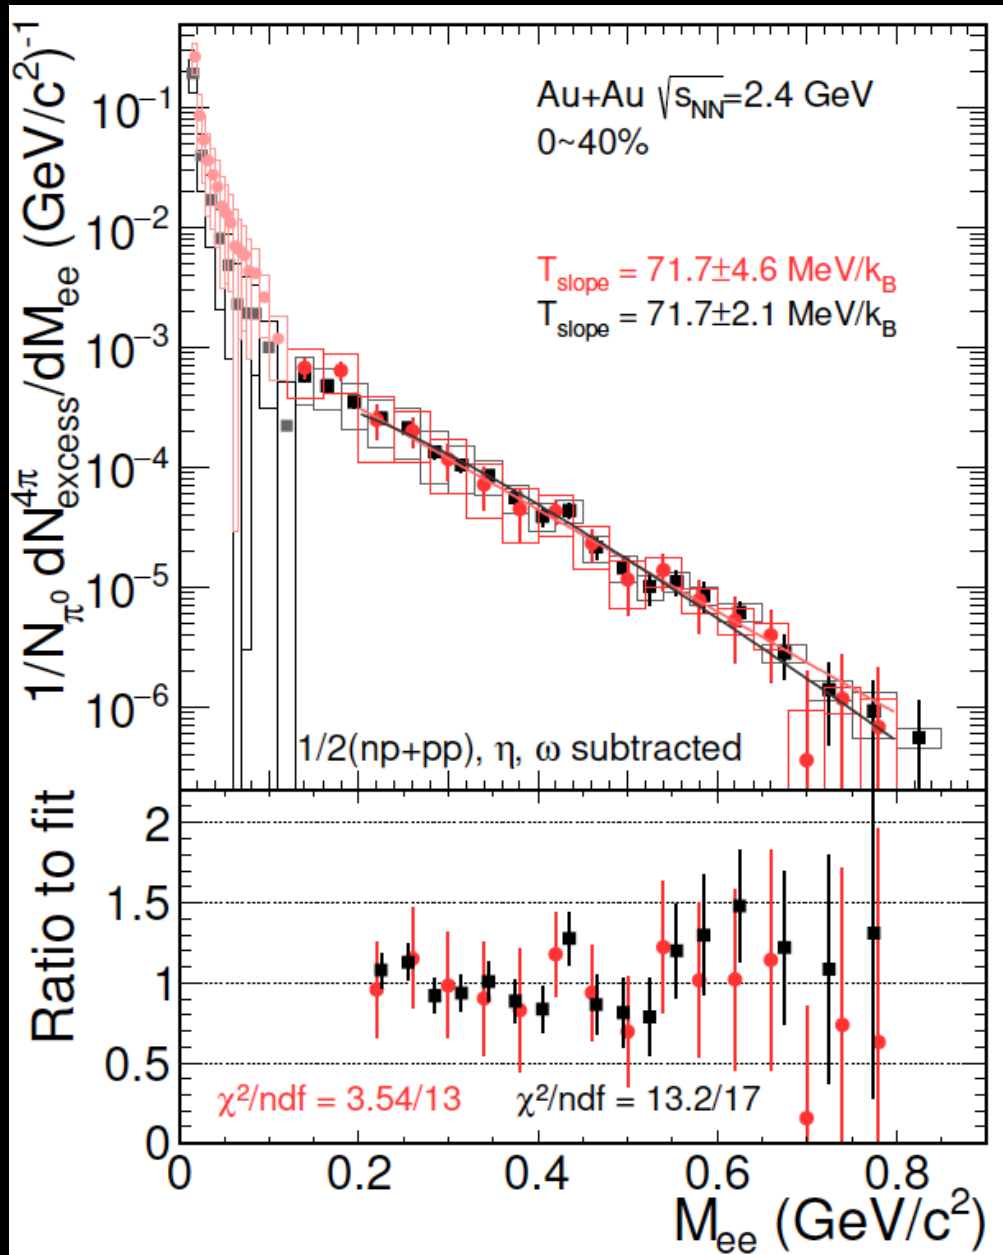 1/N_π⁰ dN^4π_excess/dM_ee (GeV/c²)⁻¹
10⁻¹
10⁻²
10⁻³
10⁻⁴
10⁻⁵
10⁻⁶
Au+Au √s_NN=2.4 GeV
0~40%
T_slope = 71.7±4.6 MeV/k_B
T_slope = 71.7±2.1 MeV/k_B
1/2(np+pp), η, ω subtracted
Ratio to fit
2
1.5
1
0.5
0
χ²/ndf = 3.54/13 χ²/ndf = 13.2/17
0 0.2 0.4 0.6 0.8
M_ee (GeV/c²)